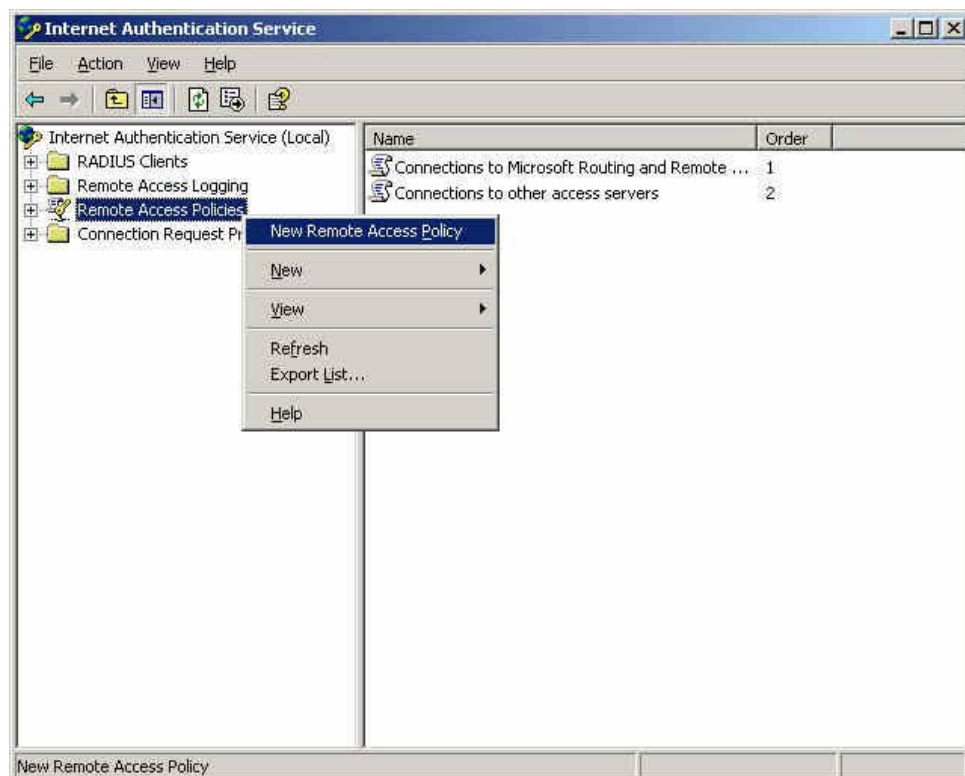 Internet Authentication Service
File Action View Help
Internet Authentication Service (Local)
RADIUS Clients
Remote Access Logging
Remote Access Policies
Connection Request Pr
Name Order
Connections to Microsoft Routing and Remote ... 1
Connections to other access servers 2
New Remote Access Policy
New
View
Refresh
Export List...
Help
New Remote Access Policy